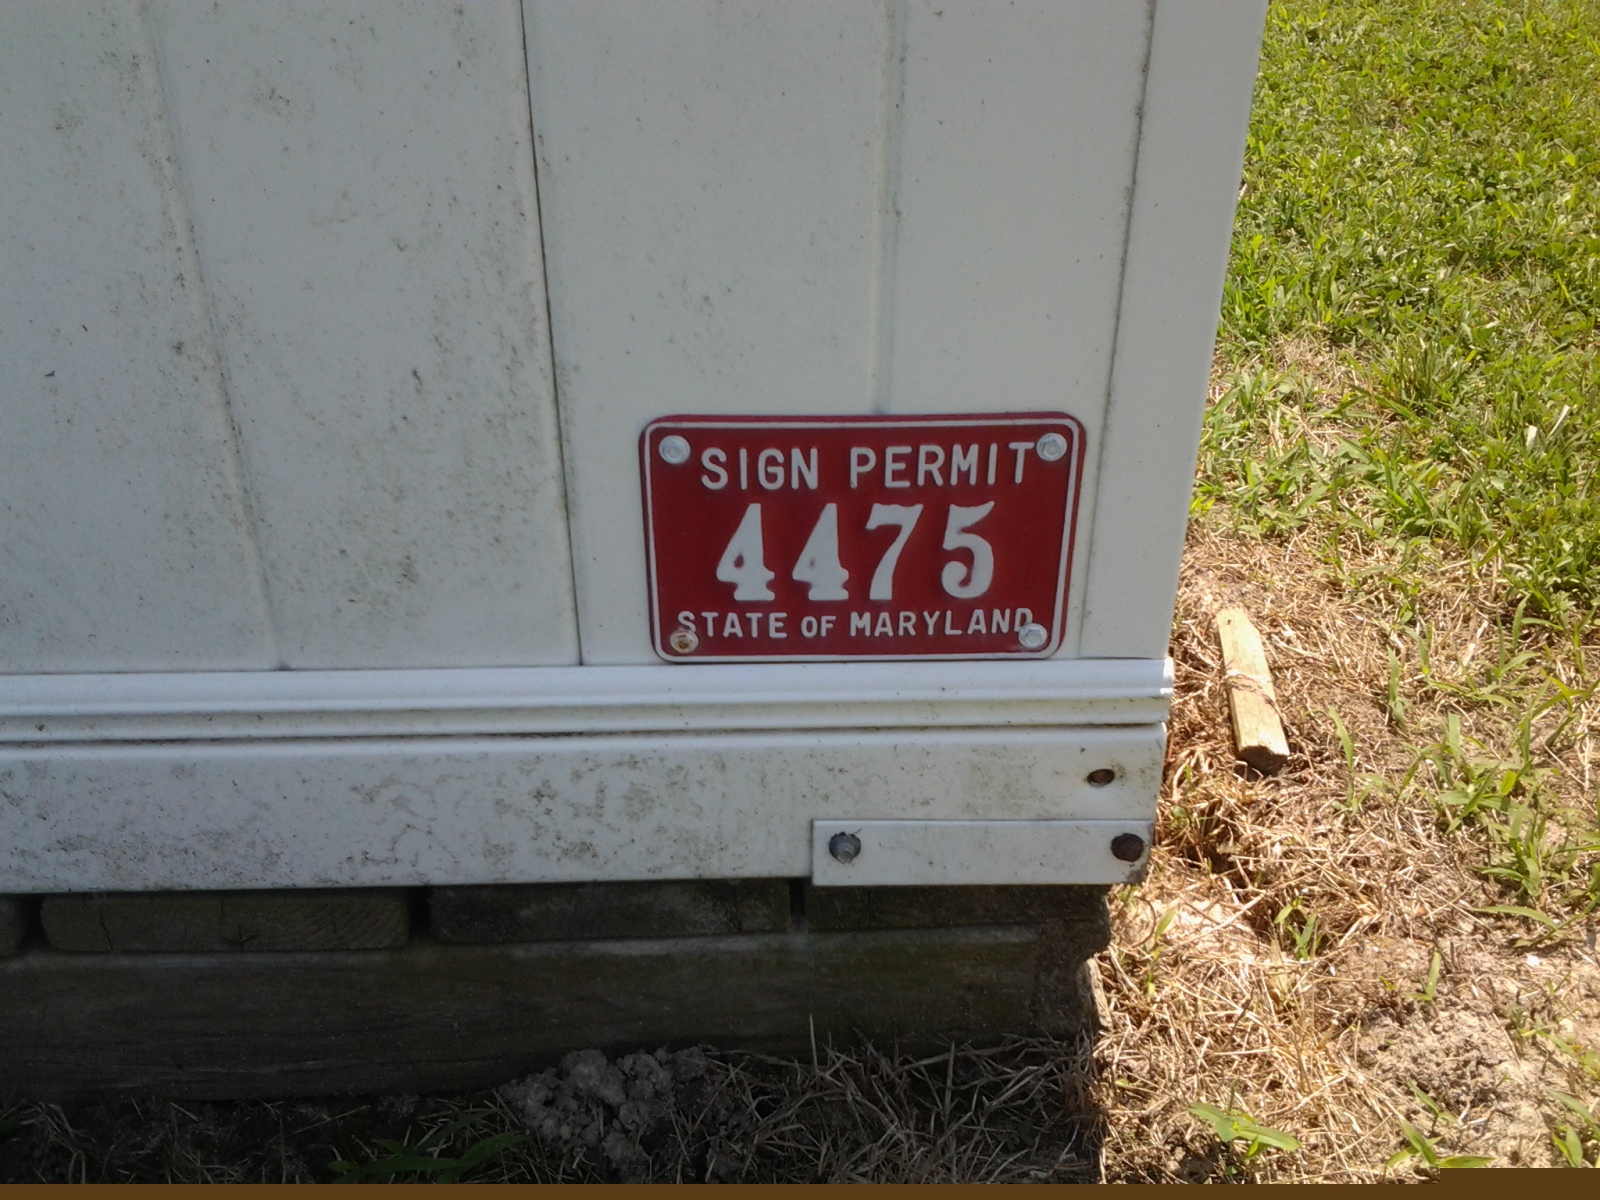 SIGN PERMIT
4475
STATE OF MARYLAND